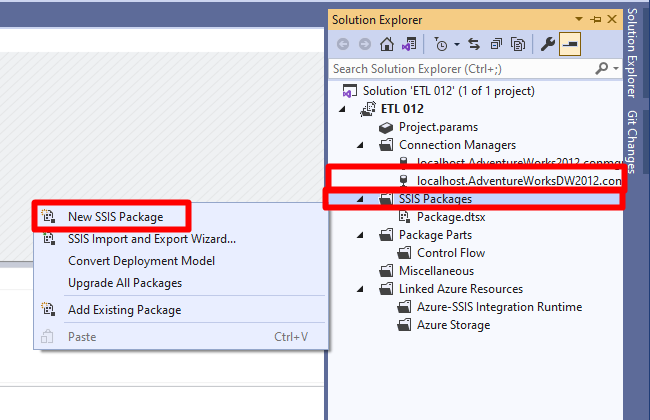 Solution Explorer
Search Solution Explorer (Ctrl+;)
Solution 'ETL 012' (1 of 1 project)
ETL 012
Project.params
Connection Managers
localhost.AdventureWorks2012.conmg
localhost.AdventureWorksDW2012.con
SSIS Packages
Package.dtsx
Package Parts
Control Flow
Miscellaneous
Linked Azure Resources
Azure-SSIS Integration Runtime
Azure Storage
New SSIS Package
SSIS Import and Export Wizard...
Convert Deployment Model
Upgrade All Packages
Add Existing Package
Paste Ctrl+V
Solution Explorer
Git Changes